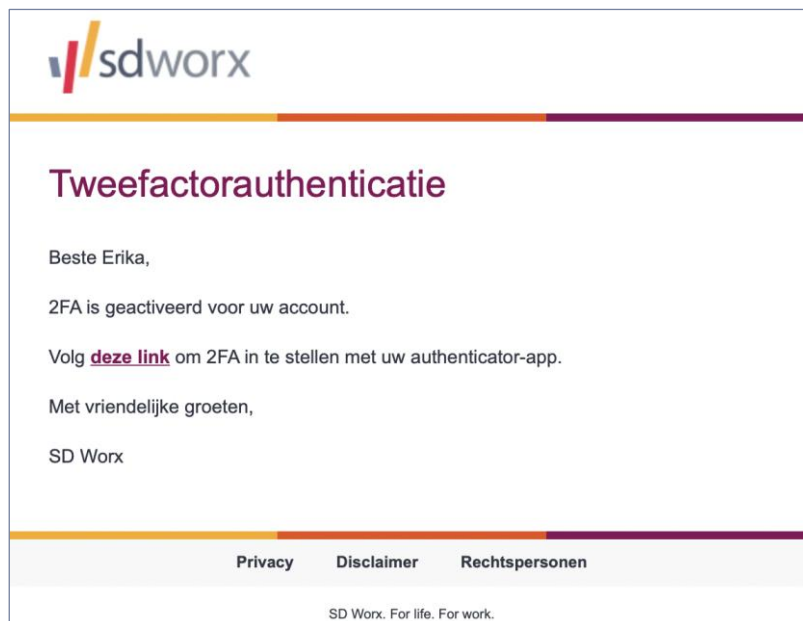 sdworx
Tweefactorauthenticatie
Beste Erika,
2FA is geactiveerd voor uw account.
Volg deze link om 2FA in te stellen met uw authenticator-app.
Met vriendelijke groeten,
SD Worx
Privacy Disclaimer Rechtspersonen
SD Worx. For life. For work.